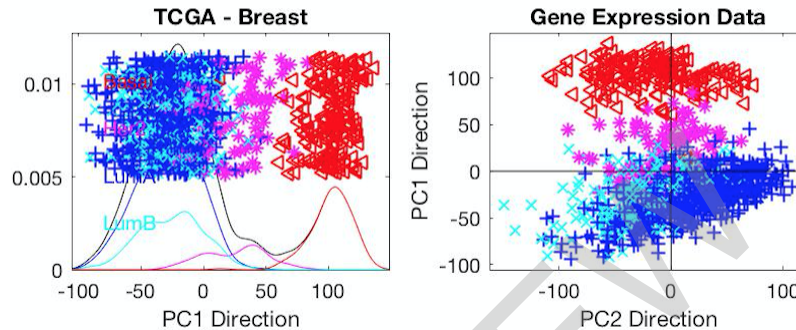 TCGA - Breast
Gene Expression Data
0.01
0.005
0
Basal
LumB
-100
-50
0
50
100
PC1 Direction
PC1 Direction
100
50
0
-50
-100
-100
0
100
PC2 Direction